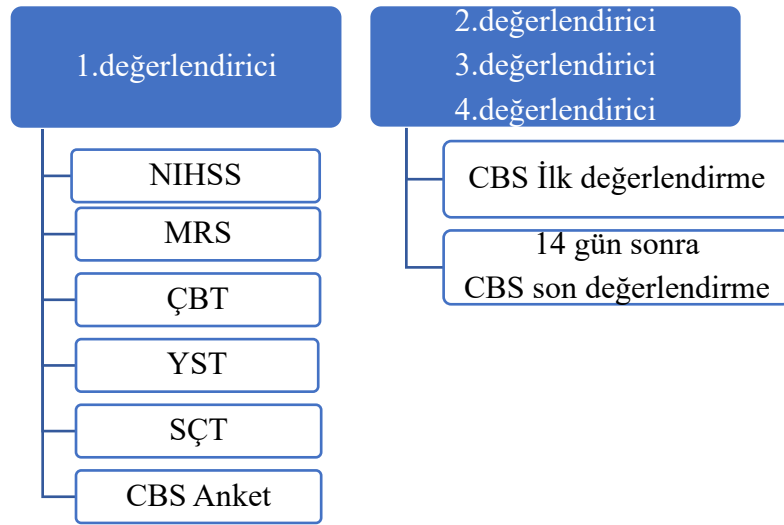 1.değerlendirici
NIHSS
MRS
ÇBT
YST
SÇT
CBS Anket
2.değerlendirici
3.değerlendirici
4.değerlendirici
CBS İlk değerlendirme
14 gün sonra
CBS son değerlendirme